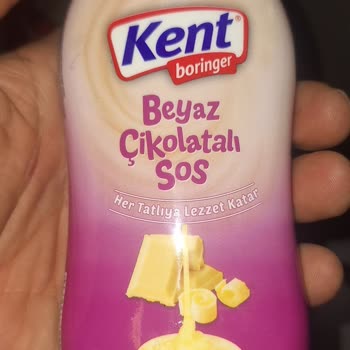 Kent
boringer
Beyaz
Çikolatalı
Sos
Her Tatlıya Lezzet Katar